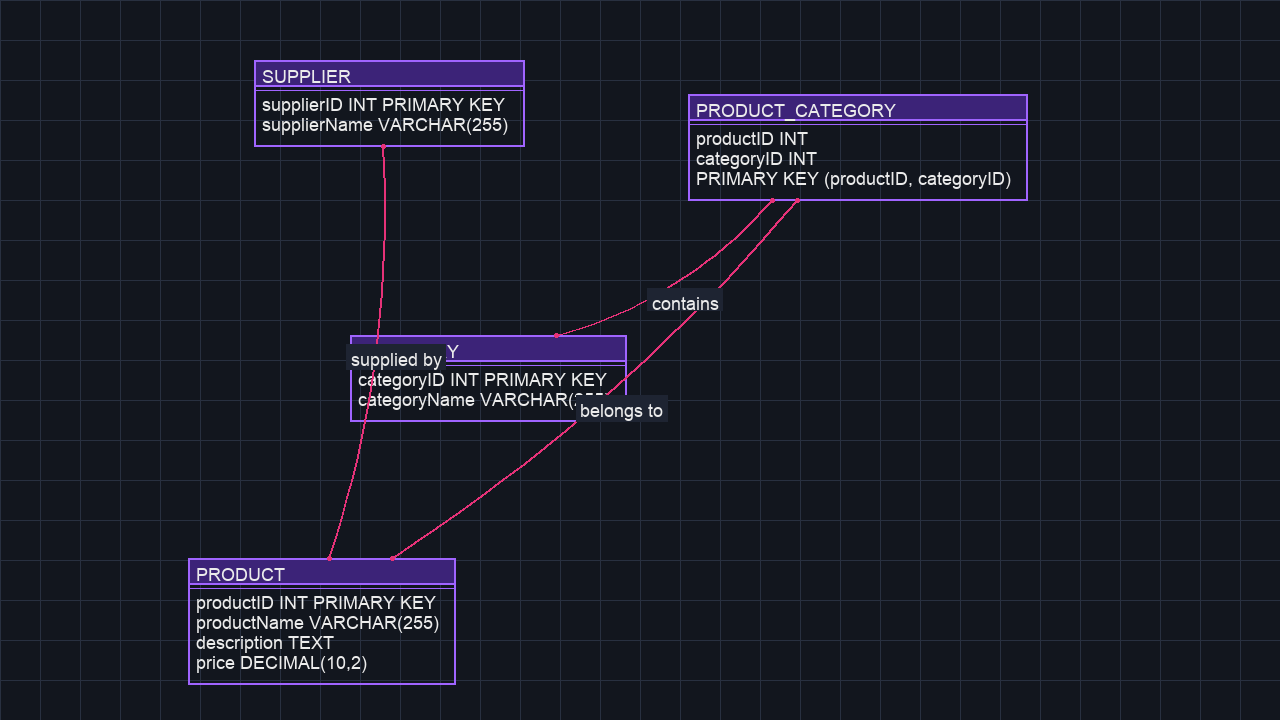 SUPPLIER
supplierID INT PRIMARY KEY
supplierName VARCHAR(255)
PRODUCT_CATEGORY
productID INT
categoryID INT
PRIMARY KEY (productID, categoryID)
contains
Y
supplied by
categoryID INT PRIMARY KEY
categoryName VARCHAR(255
belongs to
PRODUCT
productID INT PRIMARY KEY
productName VARCHAR(255)
description TEXT
price DECIMAL(10,2)